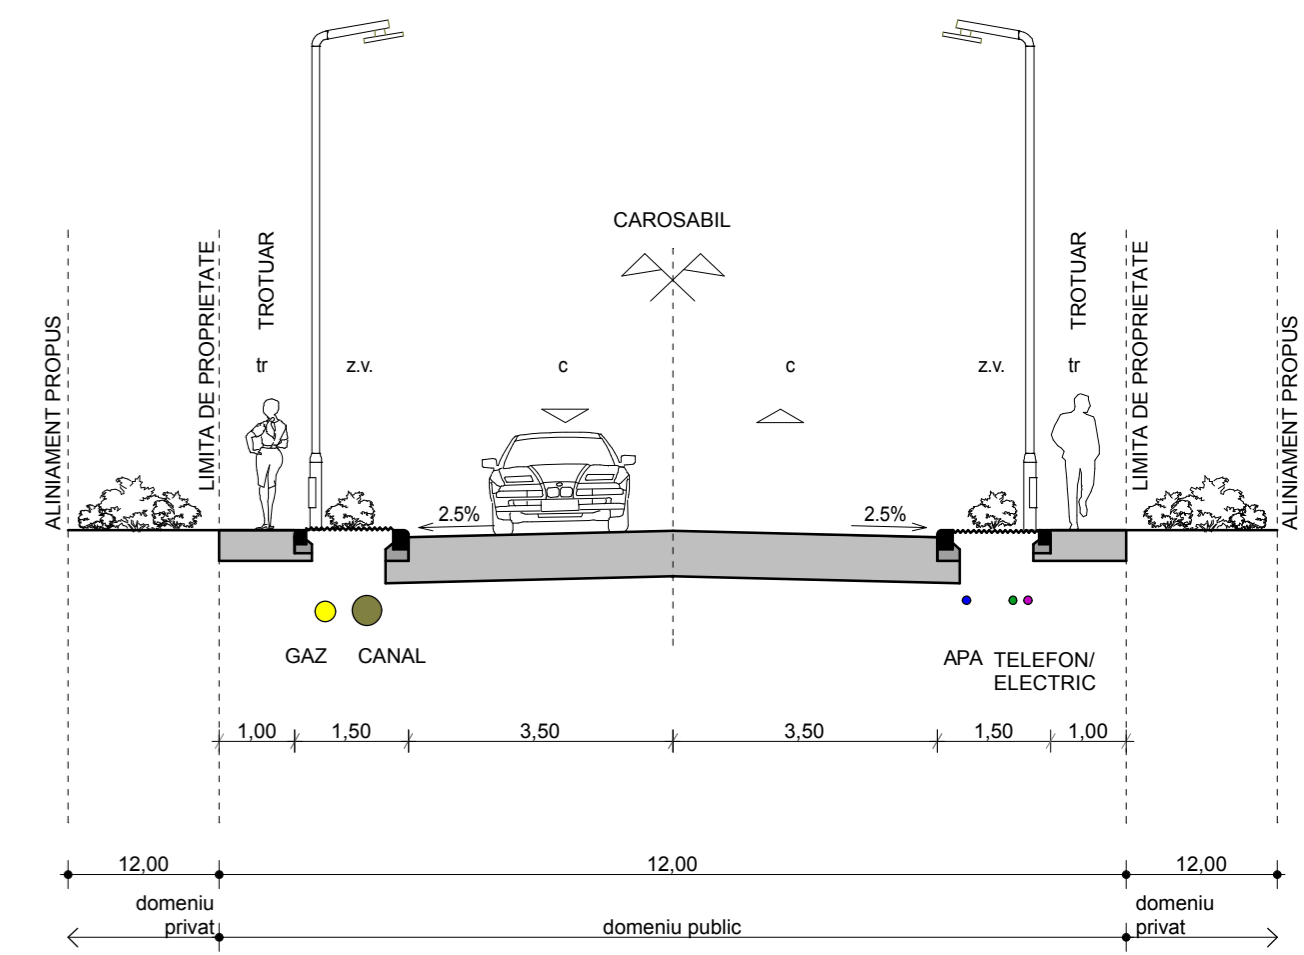 CAROSABIL
ALINIAMENT PROPUS
LIMITA DE PROPRIETATE
TROTUAR
TROTUAR
LIMITA DE PROPRIETATE
ALINIAMENT PROPUS
tr
z.v.
c
c
z.v.
tr
2.5%
2.5%
GAZ
CANAL
APA
TELEFON/
ELECTRIC
1,00
1,50
3,50
3,50
1,50
1,00
12,00
12,00
12,00
domeniu
privat
domeniu public
domeniu
privat